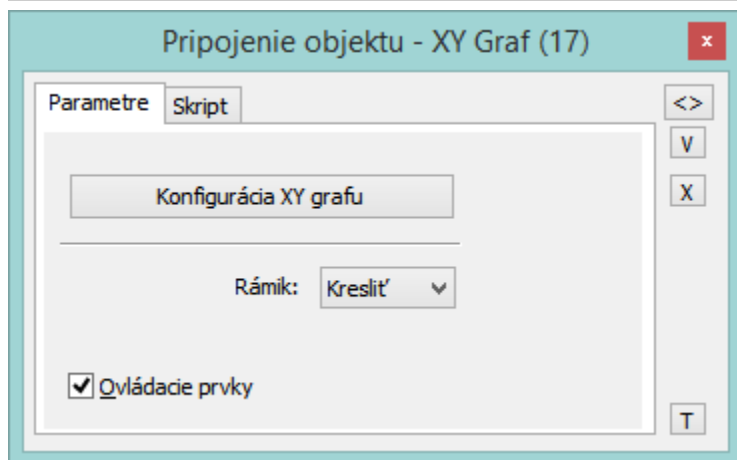 Pripojenie objektu - XY Graf (17)
x
Parametre Skript
<>
V
Konfigurácia XY grafu
X
Rámik: Kresliť
Ovládacie prvky
T